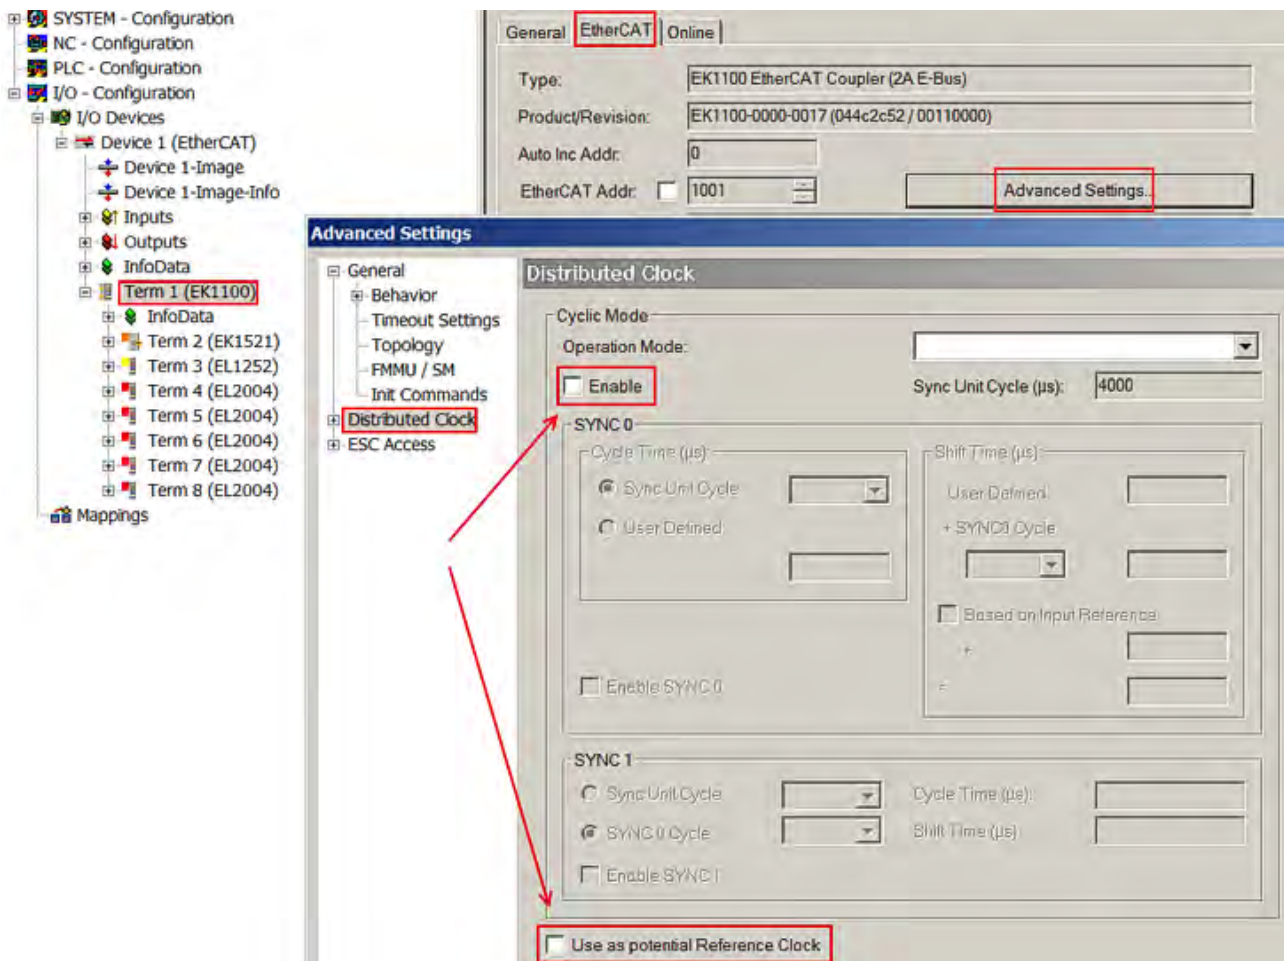 SYSTEM - Configuration
NC - Configuration
PLC - Configuration
I/O - Configuration
I/O Devices
Device 1 (EtherCAT)
Device 1-Image
Device 1-Image-Info
Inputs
Outputs
InfoData
Term 1 (EK1100)
InfoData
Term 2 (EK1521)
Term 3 (EL1252)
Term 4 (EL2004)
Term 5 (EL2004)
Term 6 (EL2004)
Term 7 (EL2004)
Term 8 (EL2004)
Mappings
General EtherCAT Online
Type: EK1100 EtherCAT Coupler (2A E-Bus)
Product/Revision: EK1100-0000-0017 (044c2c52 / 00110000)
Auto Inc Addr: 0
EtherCAT Addr: 1001 Advanced Settings...
Advanced Settings
General
Behavior
Timeout Settings
Topology
FMMU / SM
Init Commands
Distributed Clock
ESC Access
Distributed Clock
Cyclic Mode
Operation Mode:
Enable Sync Unit Cycle (µs): 4000
SYNC 0
Cycle Time (µs): Shift Time (µs):
Sync Unit Cycle User Defined
User Defined + SYNC0 Cycle
Based on Input Reference
+
Enable SYNC 0 =
SYNC 1
Sync Unit Cycle Cycle Time (µs):
SYNC 0 Cycle Shift Time (µs)
Enable SYNC 1
Use as potential Reference Clock